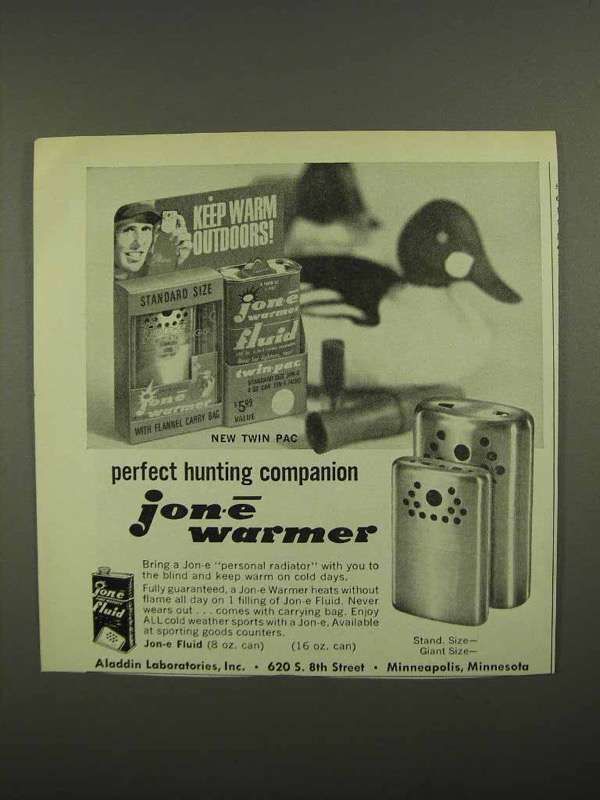 KEEP WARM
OUTDOORS!
STANDARD SIZE
jon-e
warmer
WITH FLANNEL CARRY BAG
jon-e
warmer
fluid
twin-pac
STANDARD SIZE JON-E
$5.89
VALUE
NEW TWIN PAC
perfect hunting companion
jon-ē
warmer
Bring a Jon-e "personal radiator" with you to
the blind and keep warm on cold days.
Fully guaranteed, a Jon-e Warmer heats without
flame all day on 1 filling of Jon-e Fluid. Never
wears out . . . comes with carrying bag. Enjoy
ALL cold weather sports with a Jon-e. Available
at sporting goods counters.
jon-e
fluid
Jon-e Fluid (8 oz. can) (16 oz. can)
Stand. Size—
Giant Size—
Aladdin Laboratories, Inc. • 620 S. 8th Street • Minneapolis, Minnesota